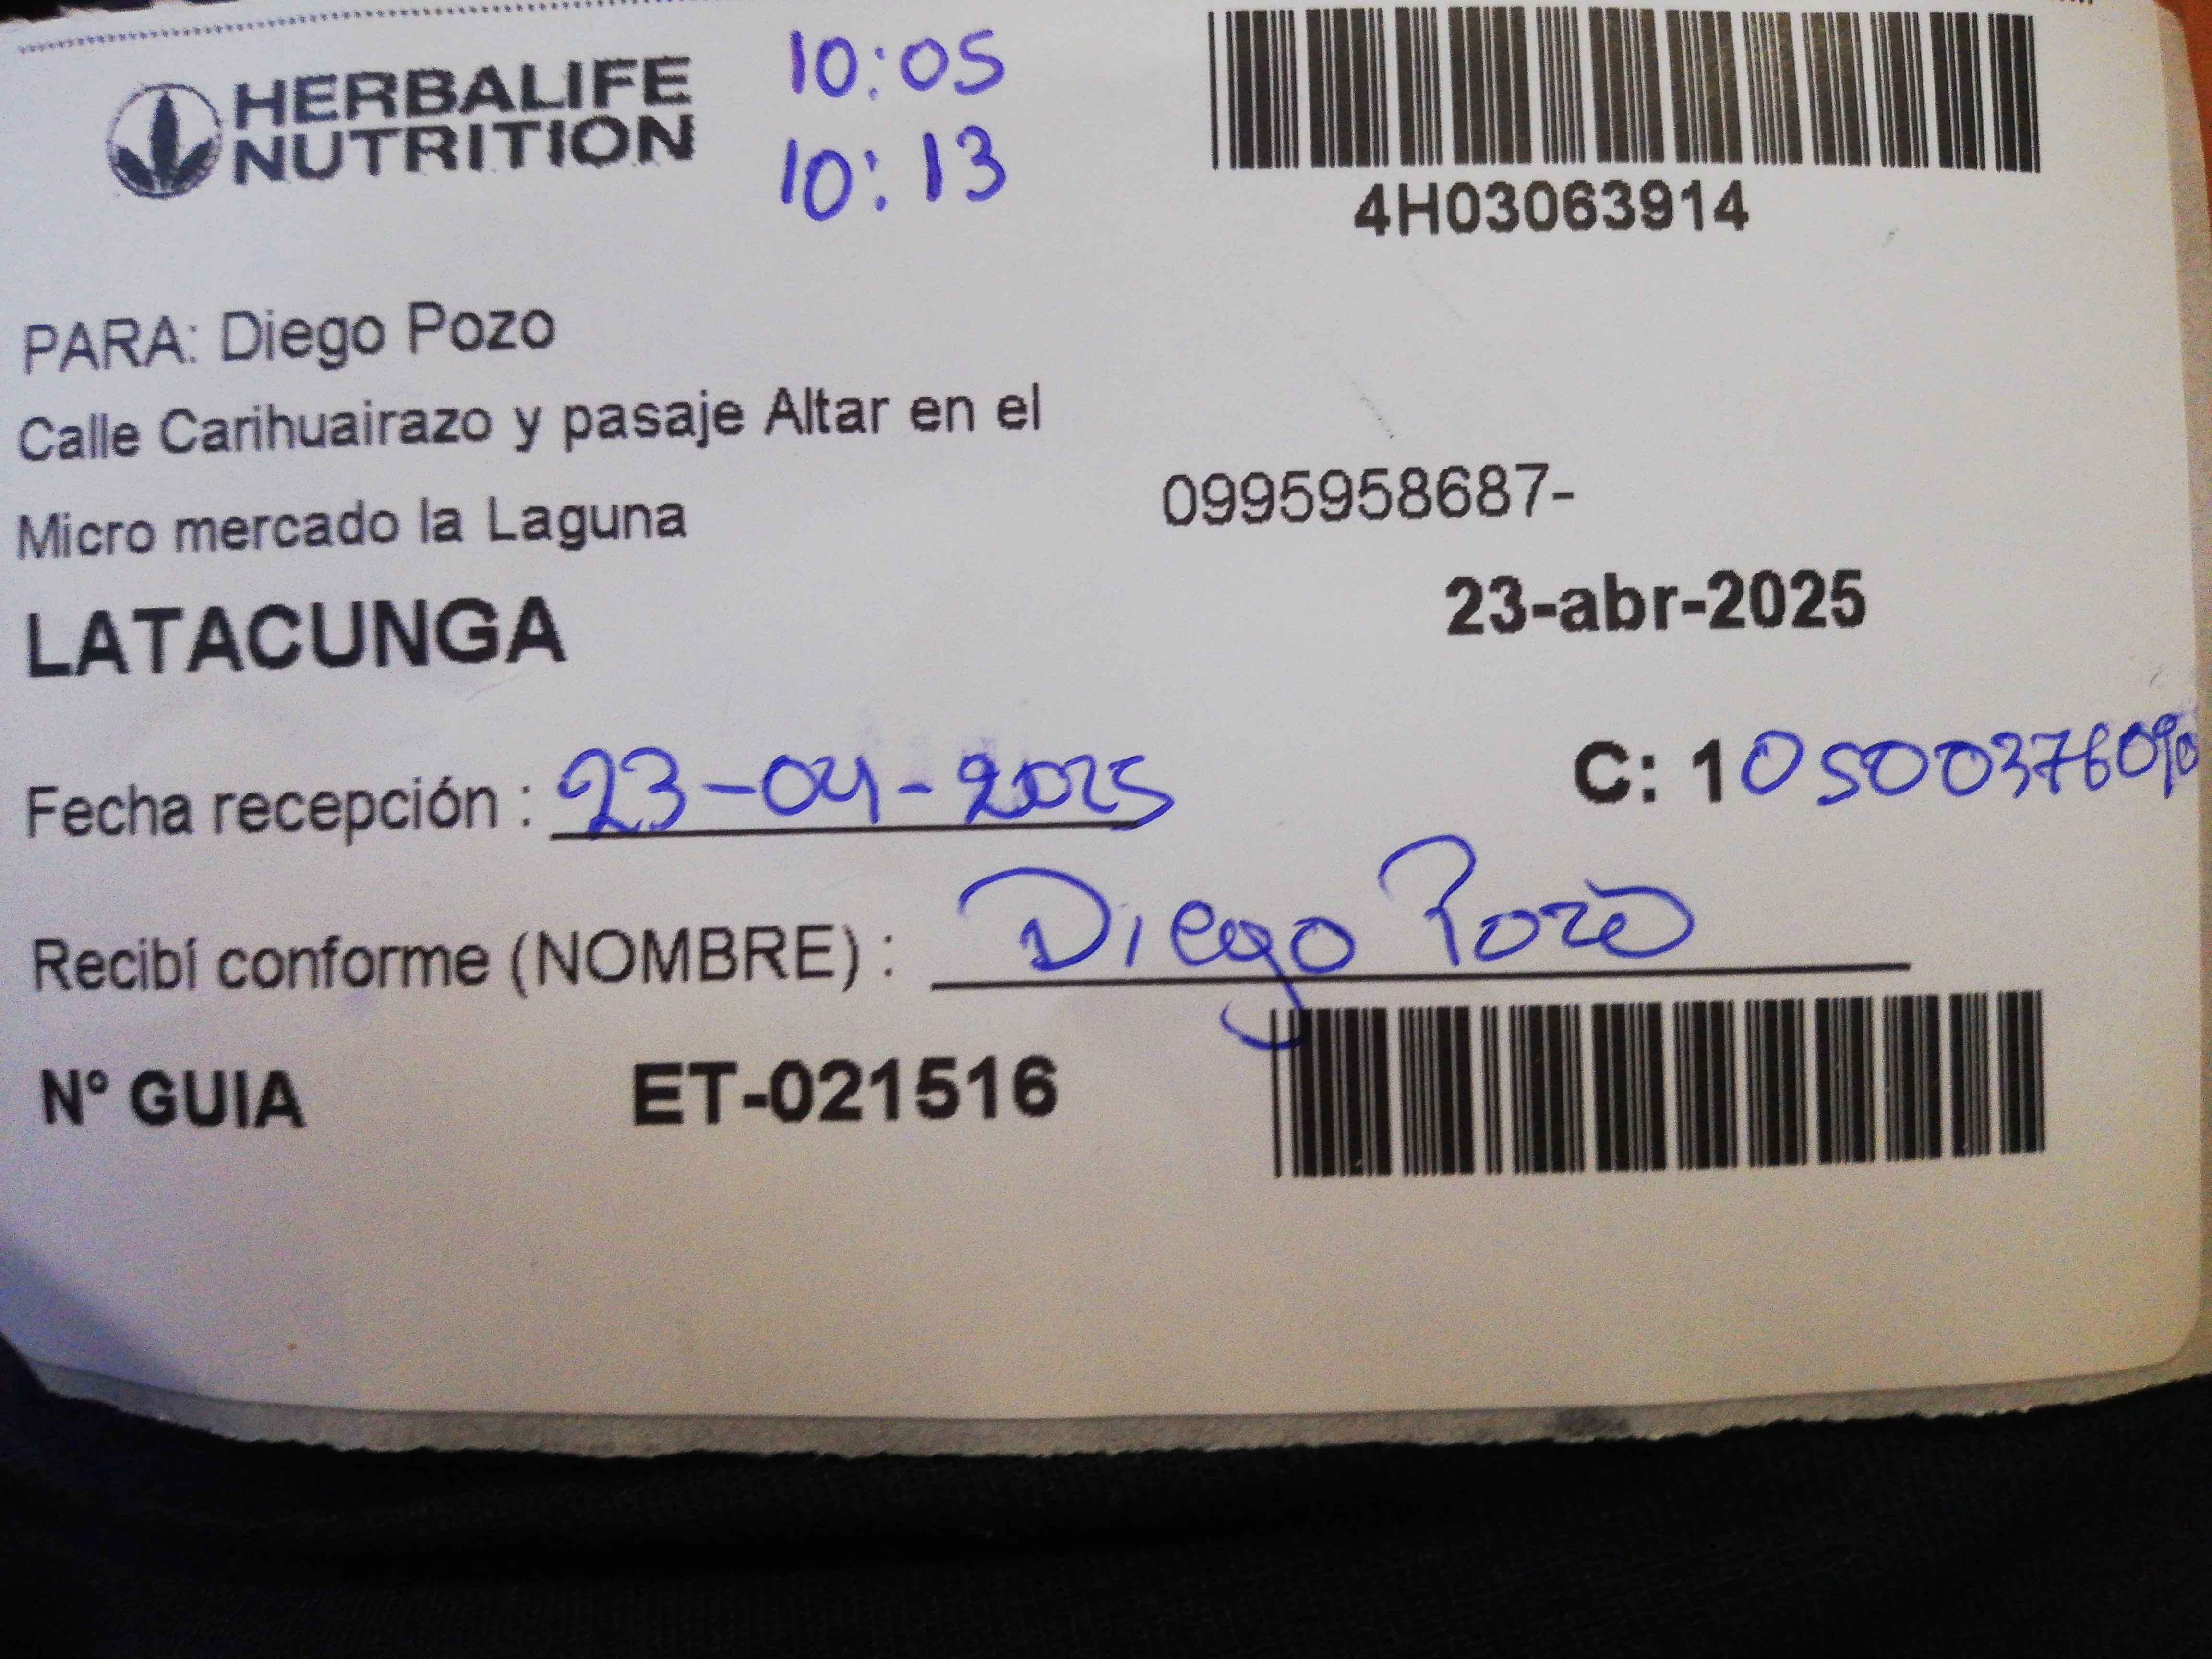 HERBALIFE
NUTRITION
10:05
10:13
4H03063914
PARA: Diego Pozo
Calle Carihuairazo y pasaje Altar en el
Micro mercado la Laguna
0995958687-
LATACUNGA
23-abr-2025
Fecha recepción : 23-04-2025
C: 1
Recibí conforme (NOMBRE) : Diego Pozo
N° GUIA ET-021516